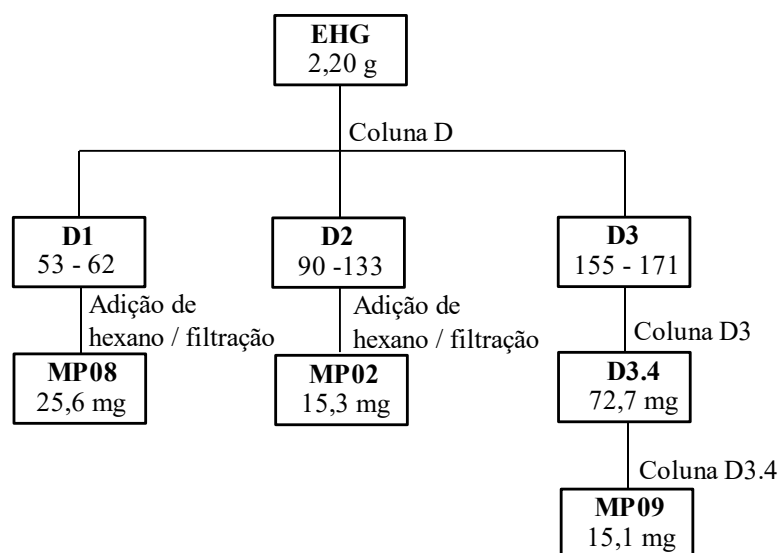 EHG
2,20 g
Coluna D
D1
53 - 62
D2
90 -133
D3
155 - 171
Adição de
hexano / filtração
Adição de
hexano / filtração
Coluna D3
MP08
25,6 mg
MP02
15,3 mg
D3.4
72,7 mg
Coluna D3.4
MP09
15,1 mg